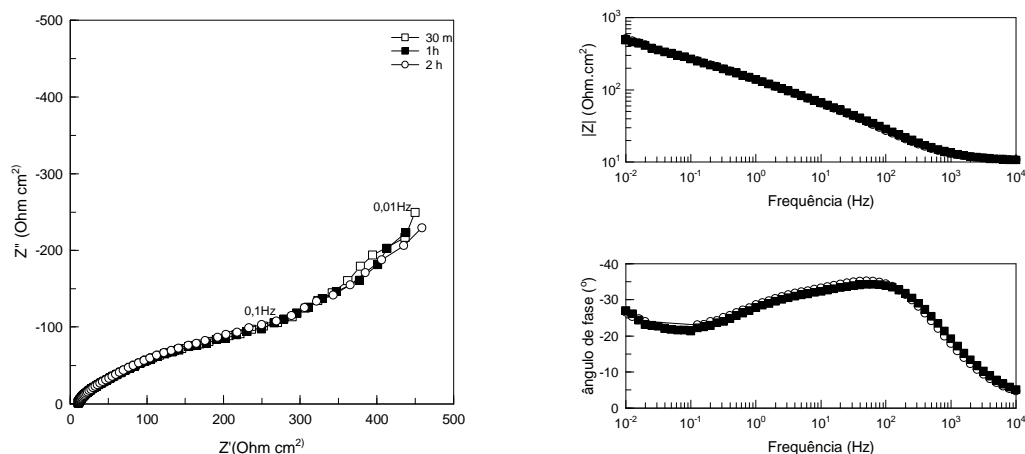 -500
-400
-300
-200
-100
0
Z'' (Ohm cm²)
30 m
1h
2 h
0,01Hz
0,1Hz
0 100 200 300 400 500
Z'(Ohm cm²)
10³
10²
10¹
|Z| (Ohm.cm²)
10⁻² 10⁻¹ 10⁰ 10¹ 10² 10³ 10⁴
Frequência (Hz)
-40
-30
-20
-10
0
ângulo de fase (º)
10⁻² 10⁻¹ 10⁰ 10¹ 10² 10³ 10⁴
Frequência (Hz)